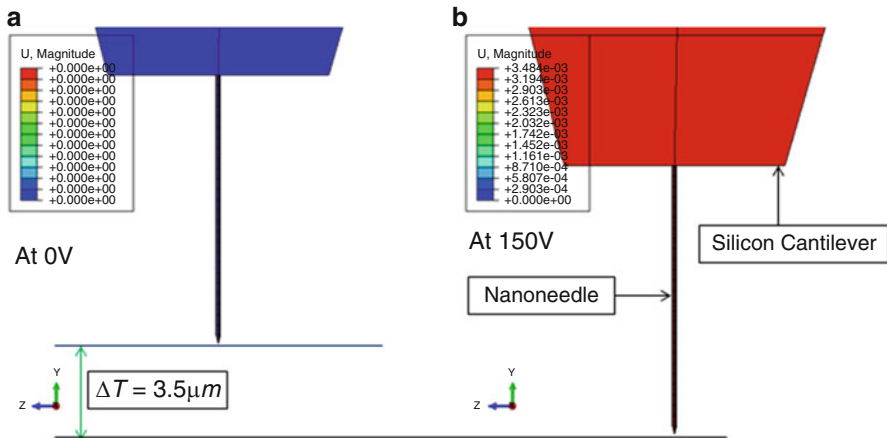 a
U, Magnitude
+0.000e+00
+0.000e+00
+0.000e+00
+0.000e+00
+0.000e+00
+0.000e+00
+0.000e+00
+0.000e+00
+0.000e+00
+0.000e+00
+0.000e+00
+0.000e+00
+0.000e+00
At 0V
ΔT = 3.5μm
Y
Z
b
U, Magnitude
+3.484e-03
+3.194e-03
+2.903e-03
+2.613e-03
+2.323e-03
+2.032e-03
+1.742e-03
+1.452e-03
+1.161e-03
+8.710e-04
+5.807e-04
+2.903e-04
+0.000e+00
At 150V
Silicon Cantilever
Nanoneedle
Y
Z